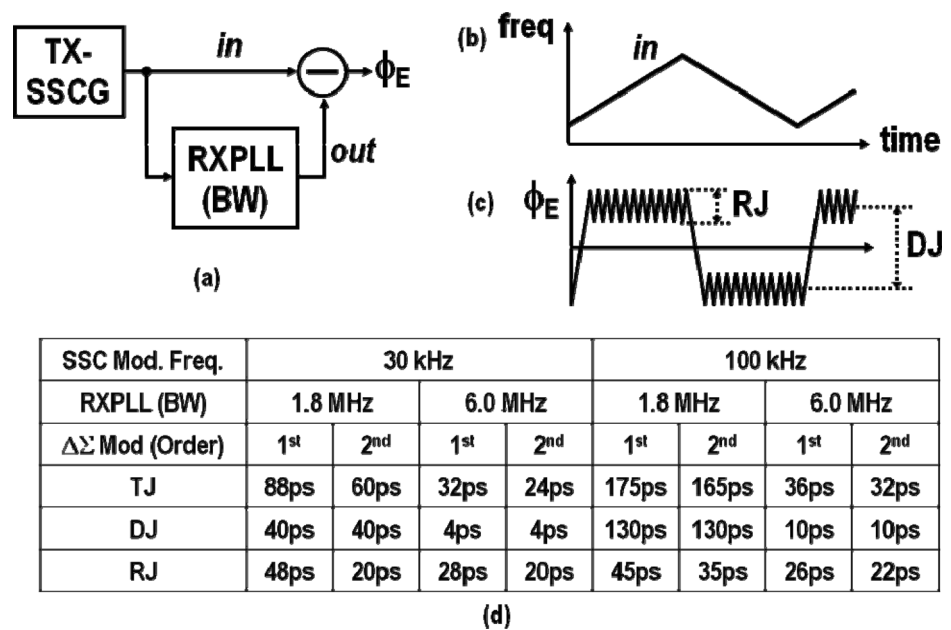 TX-
SSCG
in
ϕE
RXPLL
(BW)
out
(a)
(b)
freq
in
time
(c)
ϕE
RJ
DJ
SSC Mod. Freq. 30 kHz 100 kHz
RXPLL (BW) 1.8 MHz 6.0 MHz 1.8 MHz 6.0 MHz
ΔΣ Mod (Order) 1st 2nd 1st 2nd 1st 2nd 1st 2nd
TJ 88ps 60ps 32ps 24ps 175ps 165ps 36ps 32ps
DJ 40ps 40ps 4ps 4ps 130ps 130ps 10ps 10ps
RJ 48ps 20ps 28ps 20ps 45ps 35ps 26ps 22ps
(d)